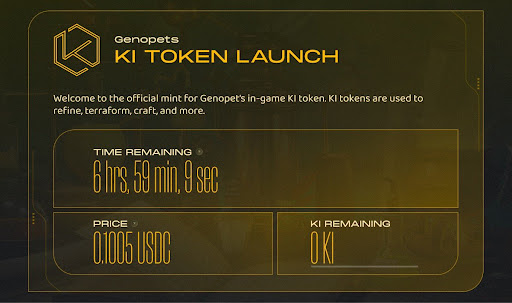 Genopets
KI TOKEN LAUNCH
Welcome to the official mint for Genopet's in-game KI token. KI tokens are used to
refine, terraform, craft, and more.
TIME REMAINING
6 hrs, 59 min, 9 sec
PRICE
0.1005 USDC
KI REMAINING
0 KI